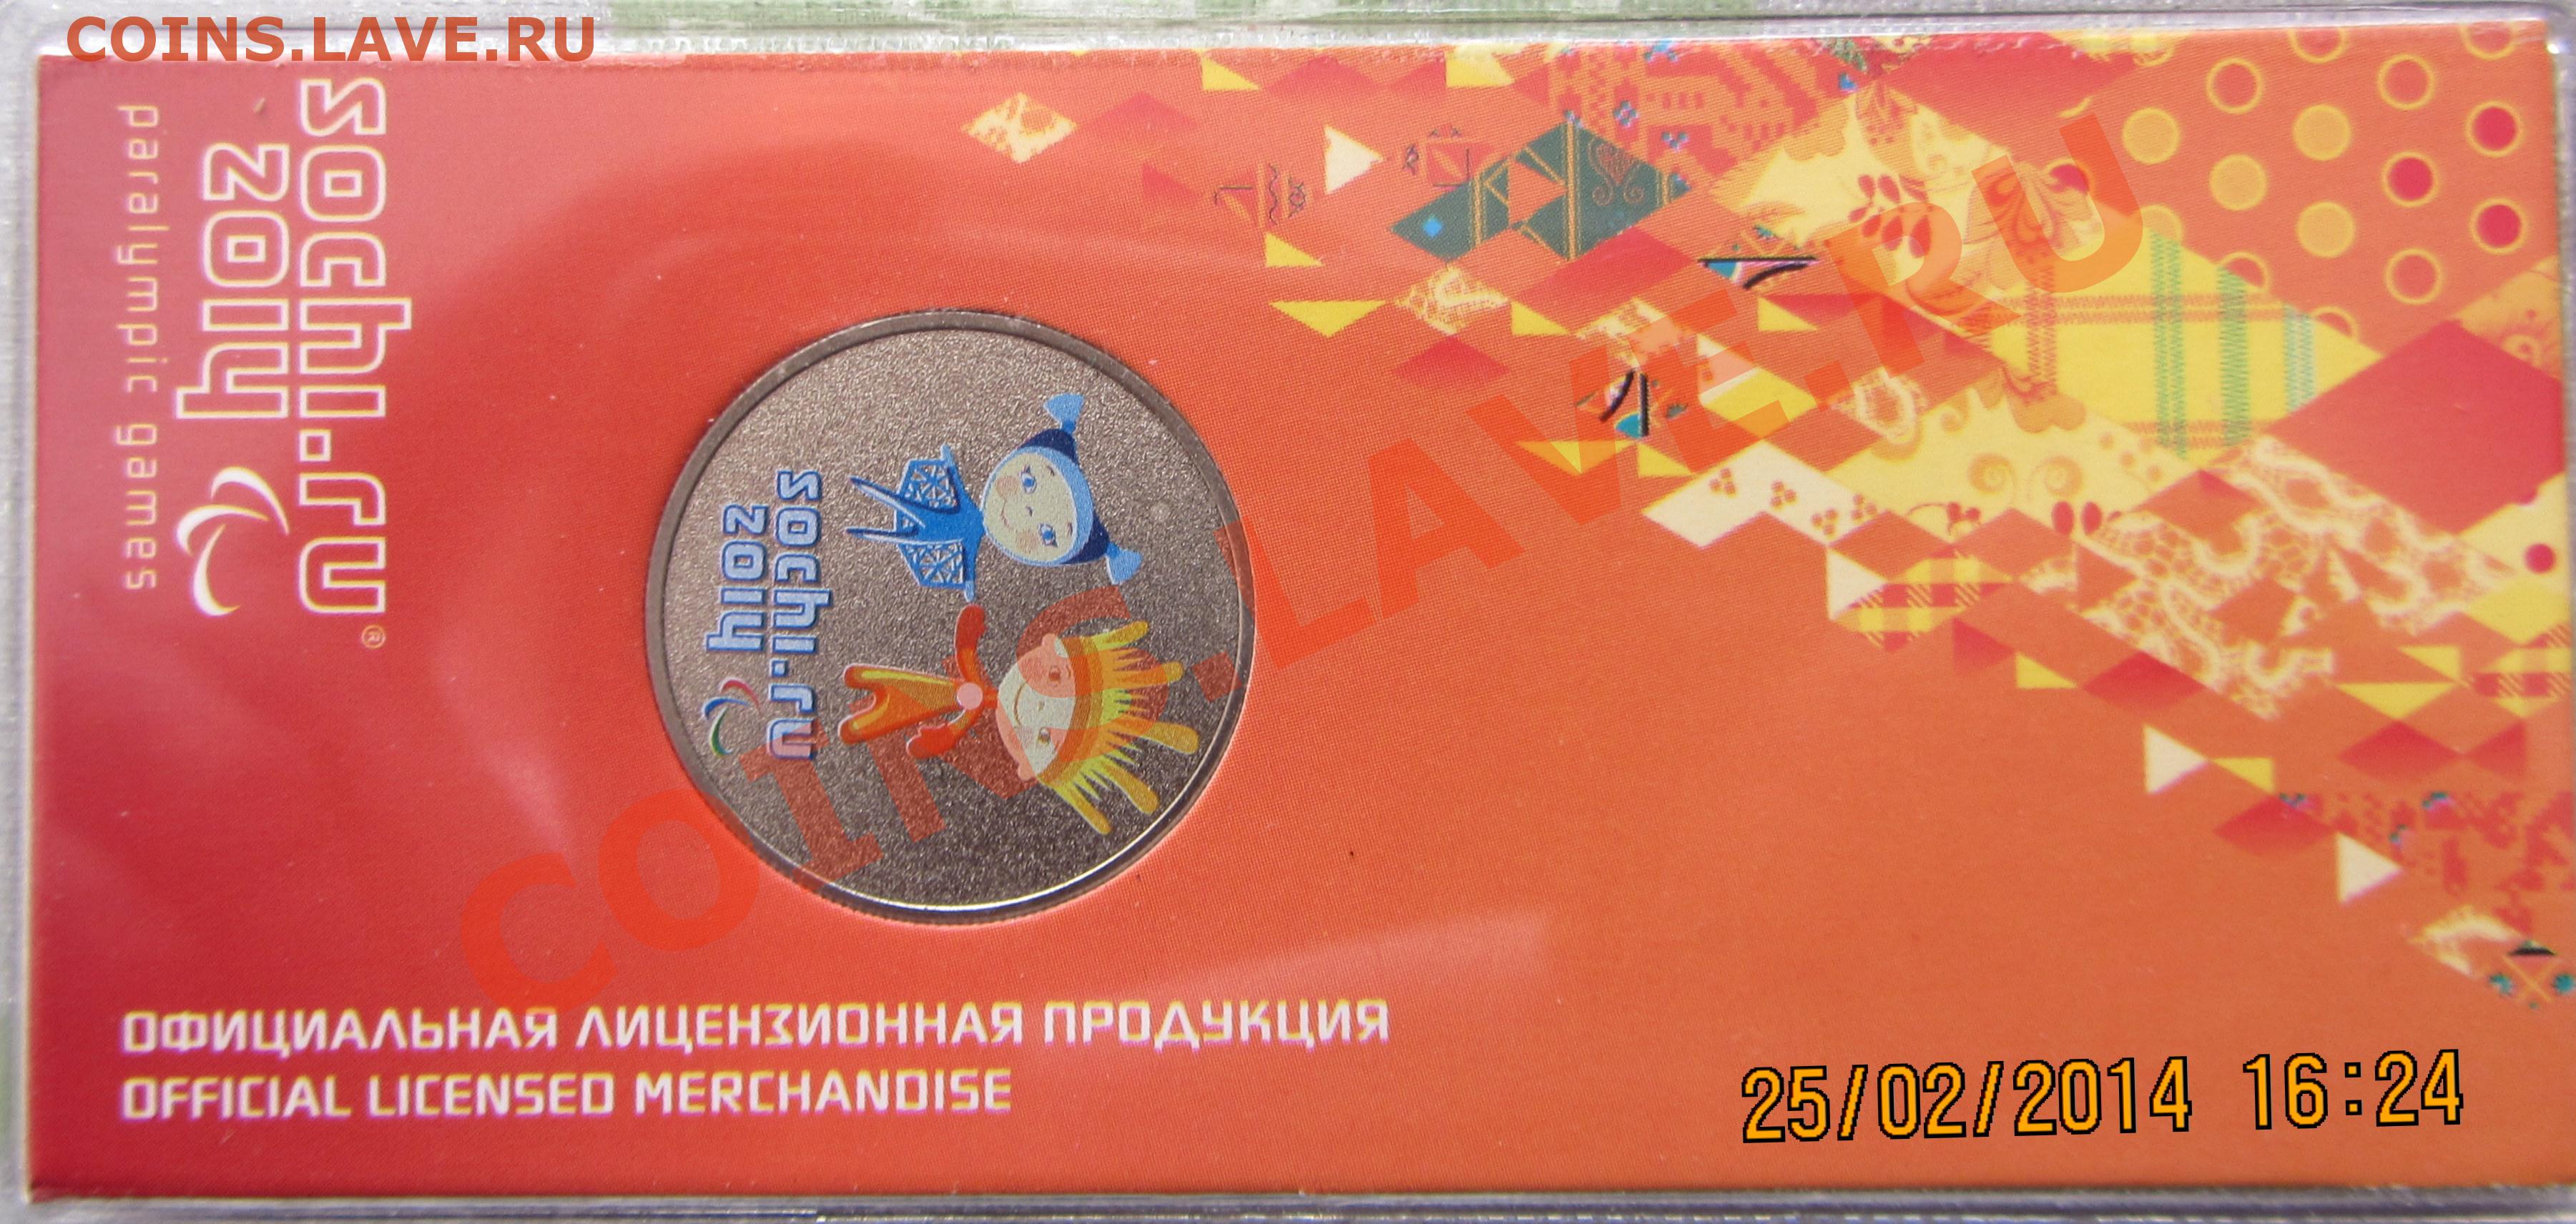 COINS.LAVE.RU
sochi.ru®
2014
paralympic games
sochi.ru
2014
COINS.LAVE.RU
ОФИЦИАЛЬНАЯ ЛИЦЕНЗИОННАЯ ПРОДУКЦИЯ
OFFICIAL LICENSED MERCHANDISE
25/02/2014 16:24